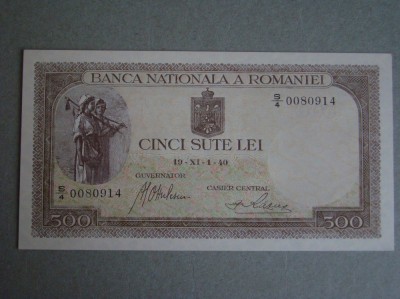 BANCA NATIONALA A ROMANIEI
S/4 0080914
CINCI SUTE LEI
19-XI-1-40
GUVERNATOR
CASIER CENTRAL
S/4 0080914
500
500